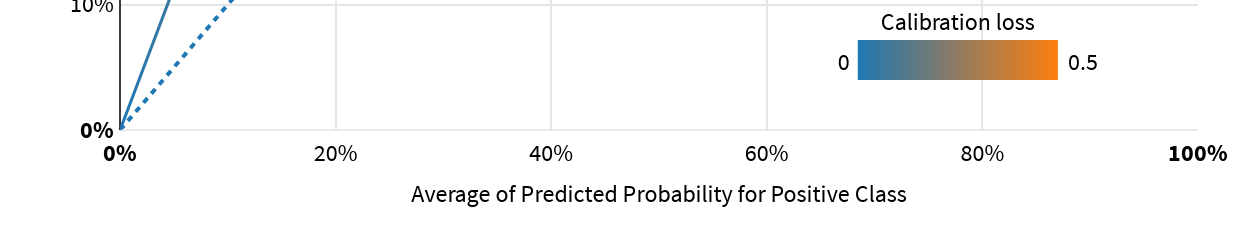 10%
Calibration loss
0 0.5
0%
0% 20% 40% 60% 80% 100%
Average of Predicted Probability for Positive Class